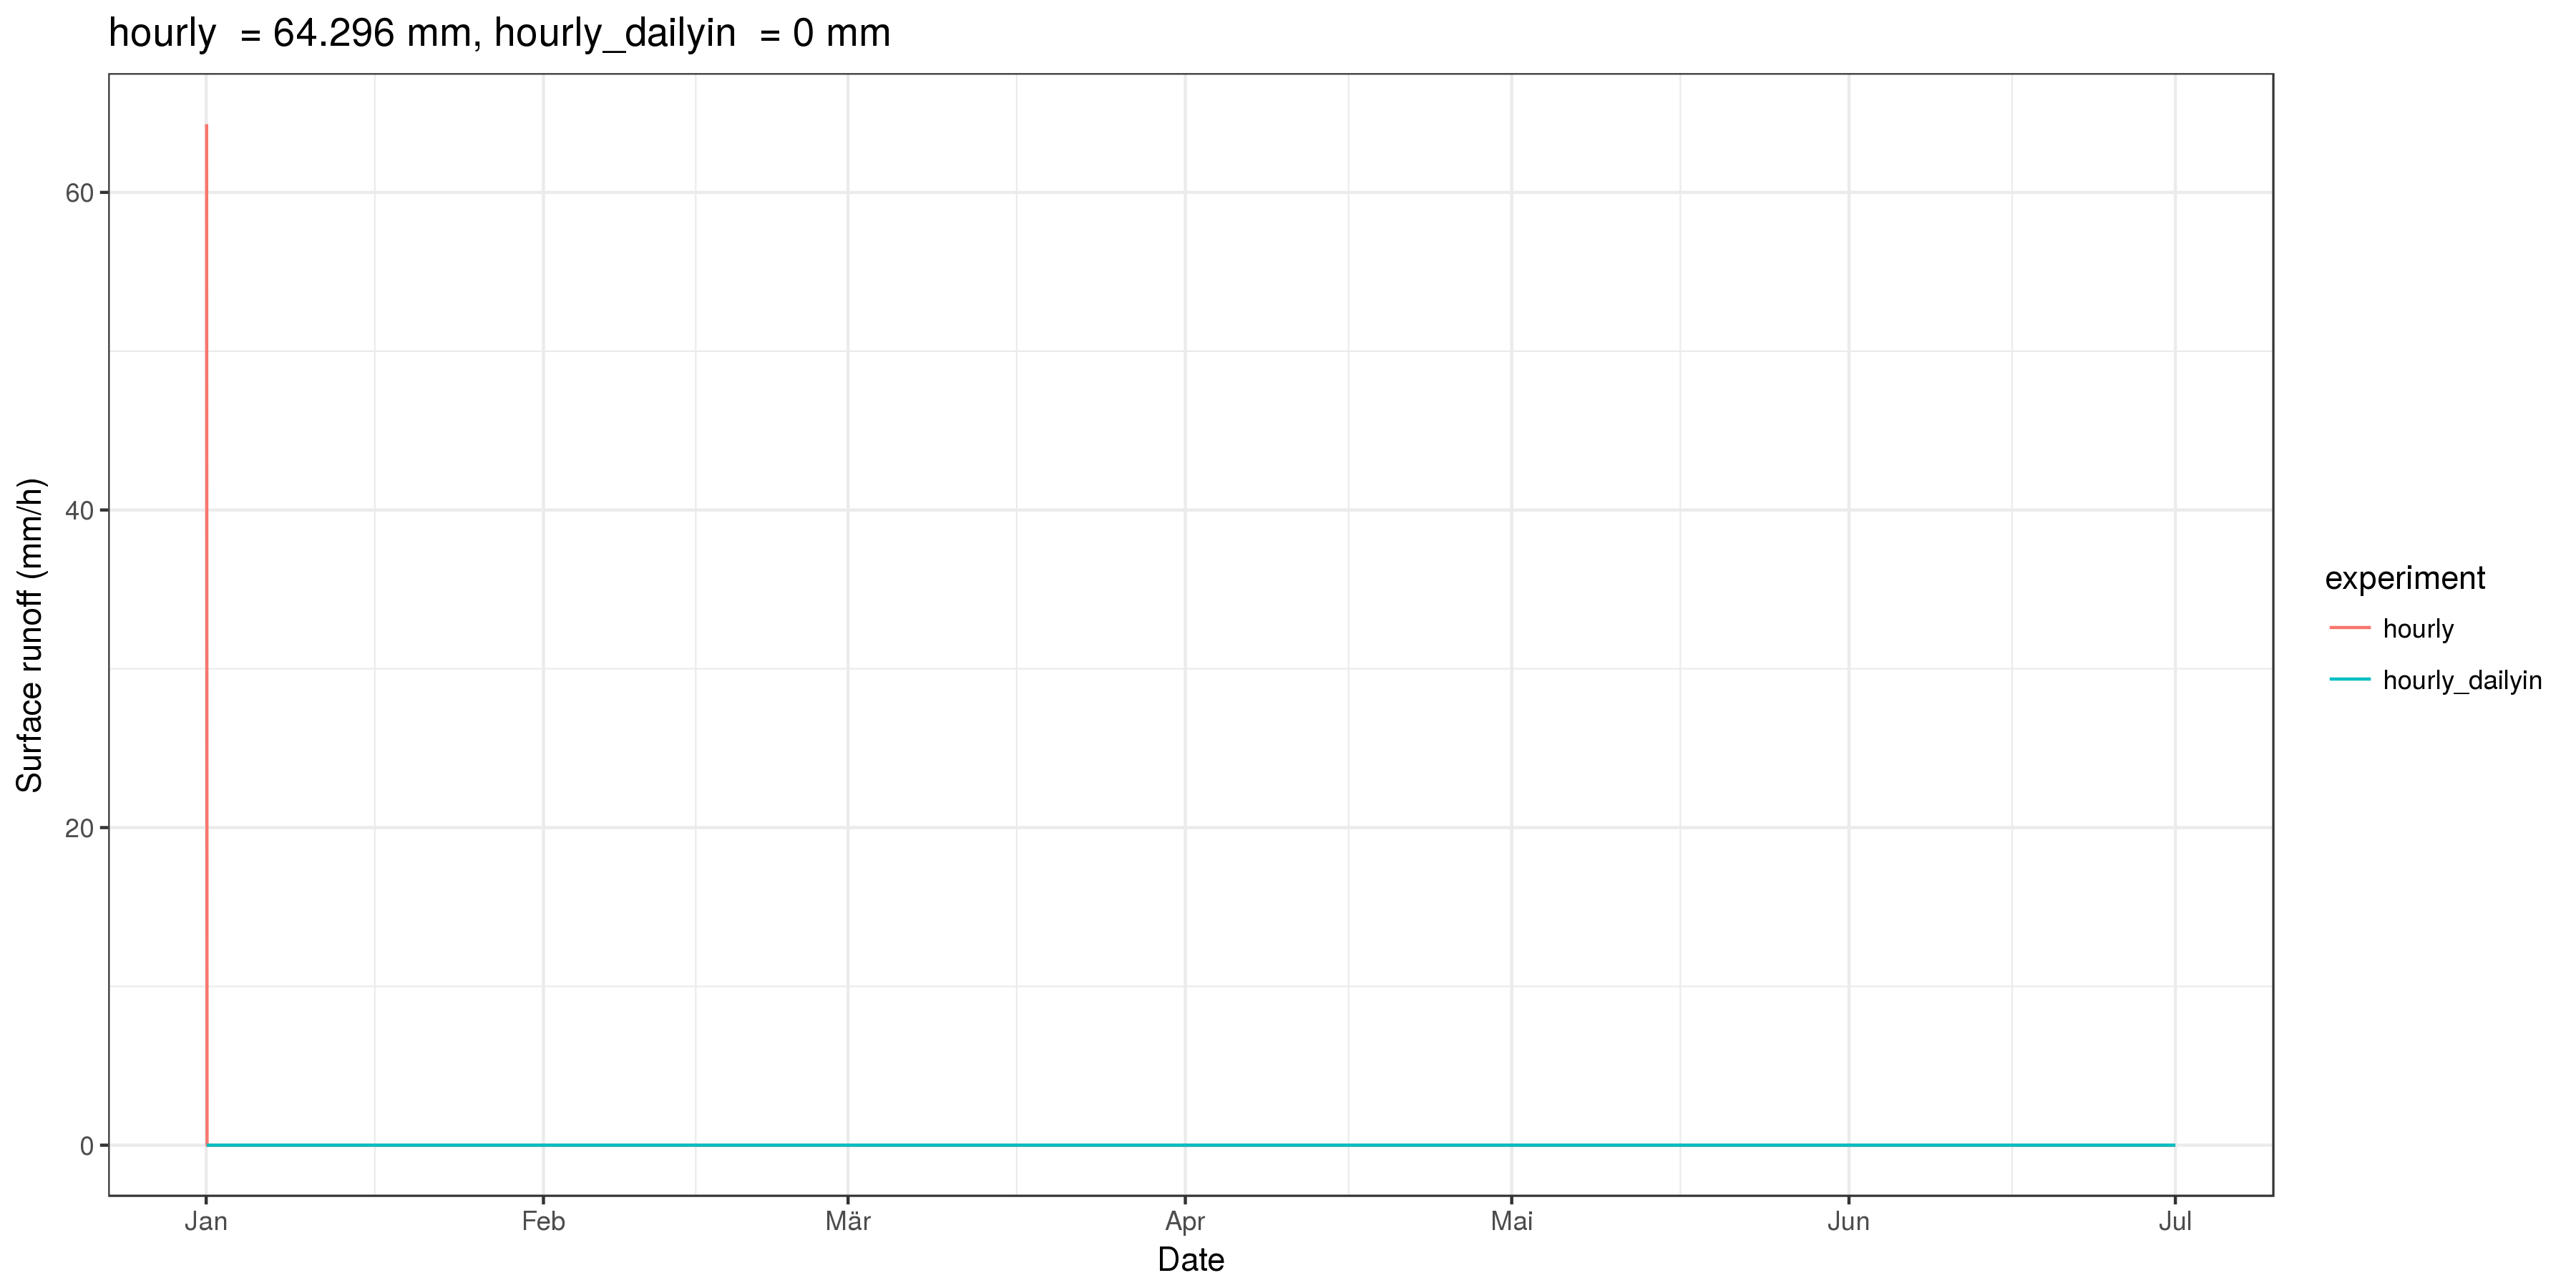 hourly  = 64.296 mm, hourly_dailyin  = 0 mm
Surface runoff (mm/h)
60
40
20
0
Jan Feb Mär Apr Mai Jun Jul
Date
experiment
hourly
hourly_dailyin